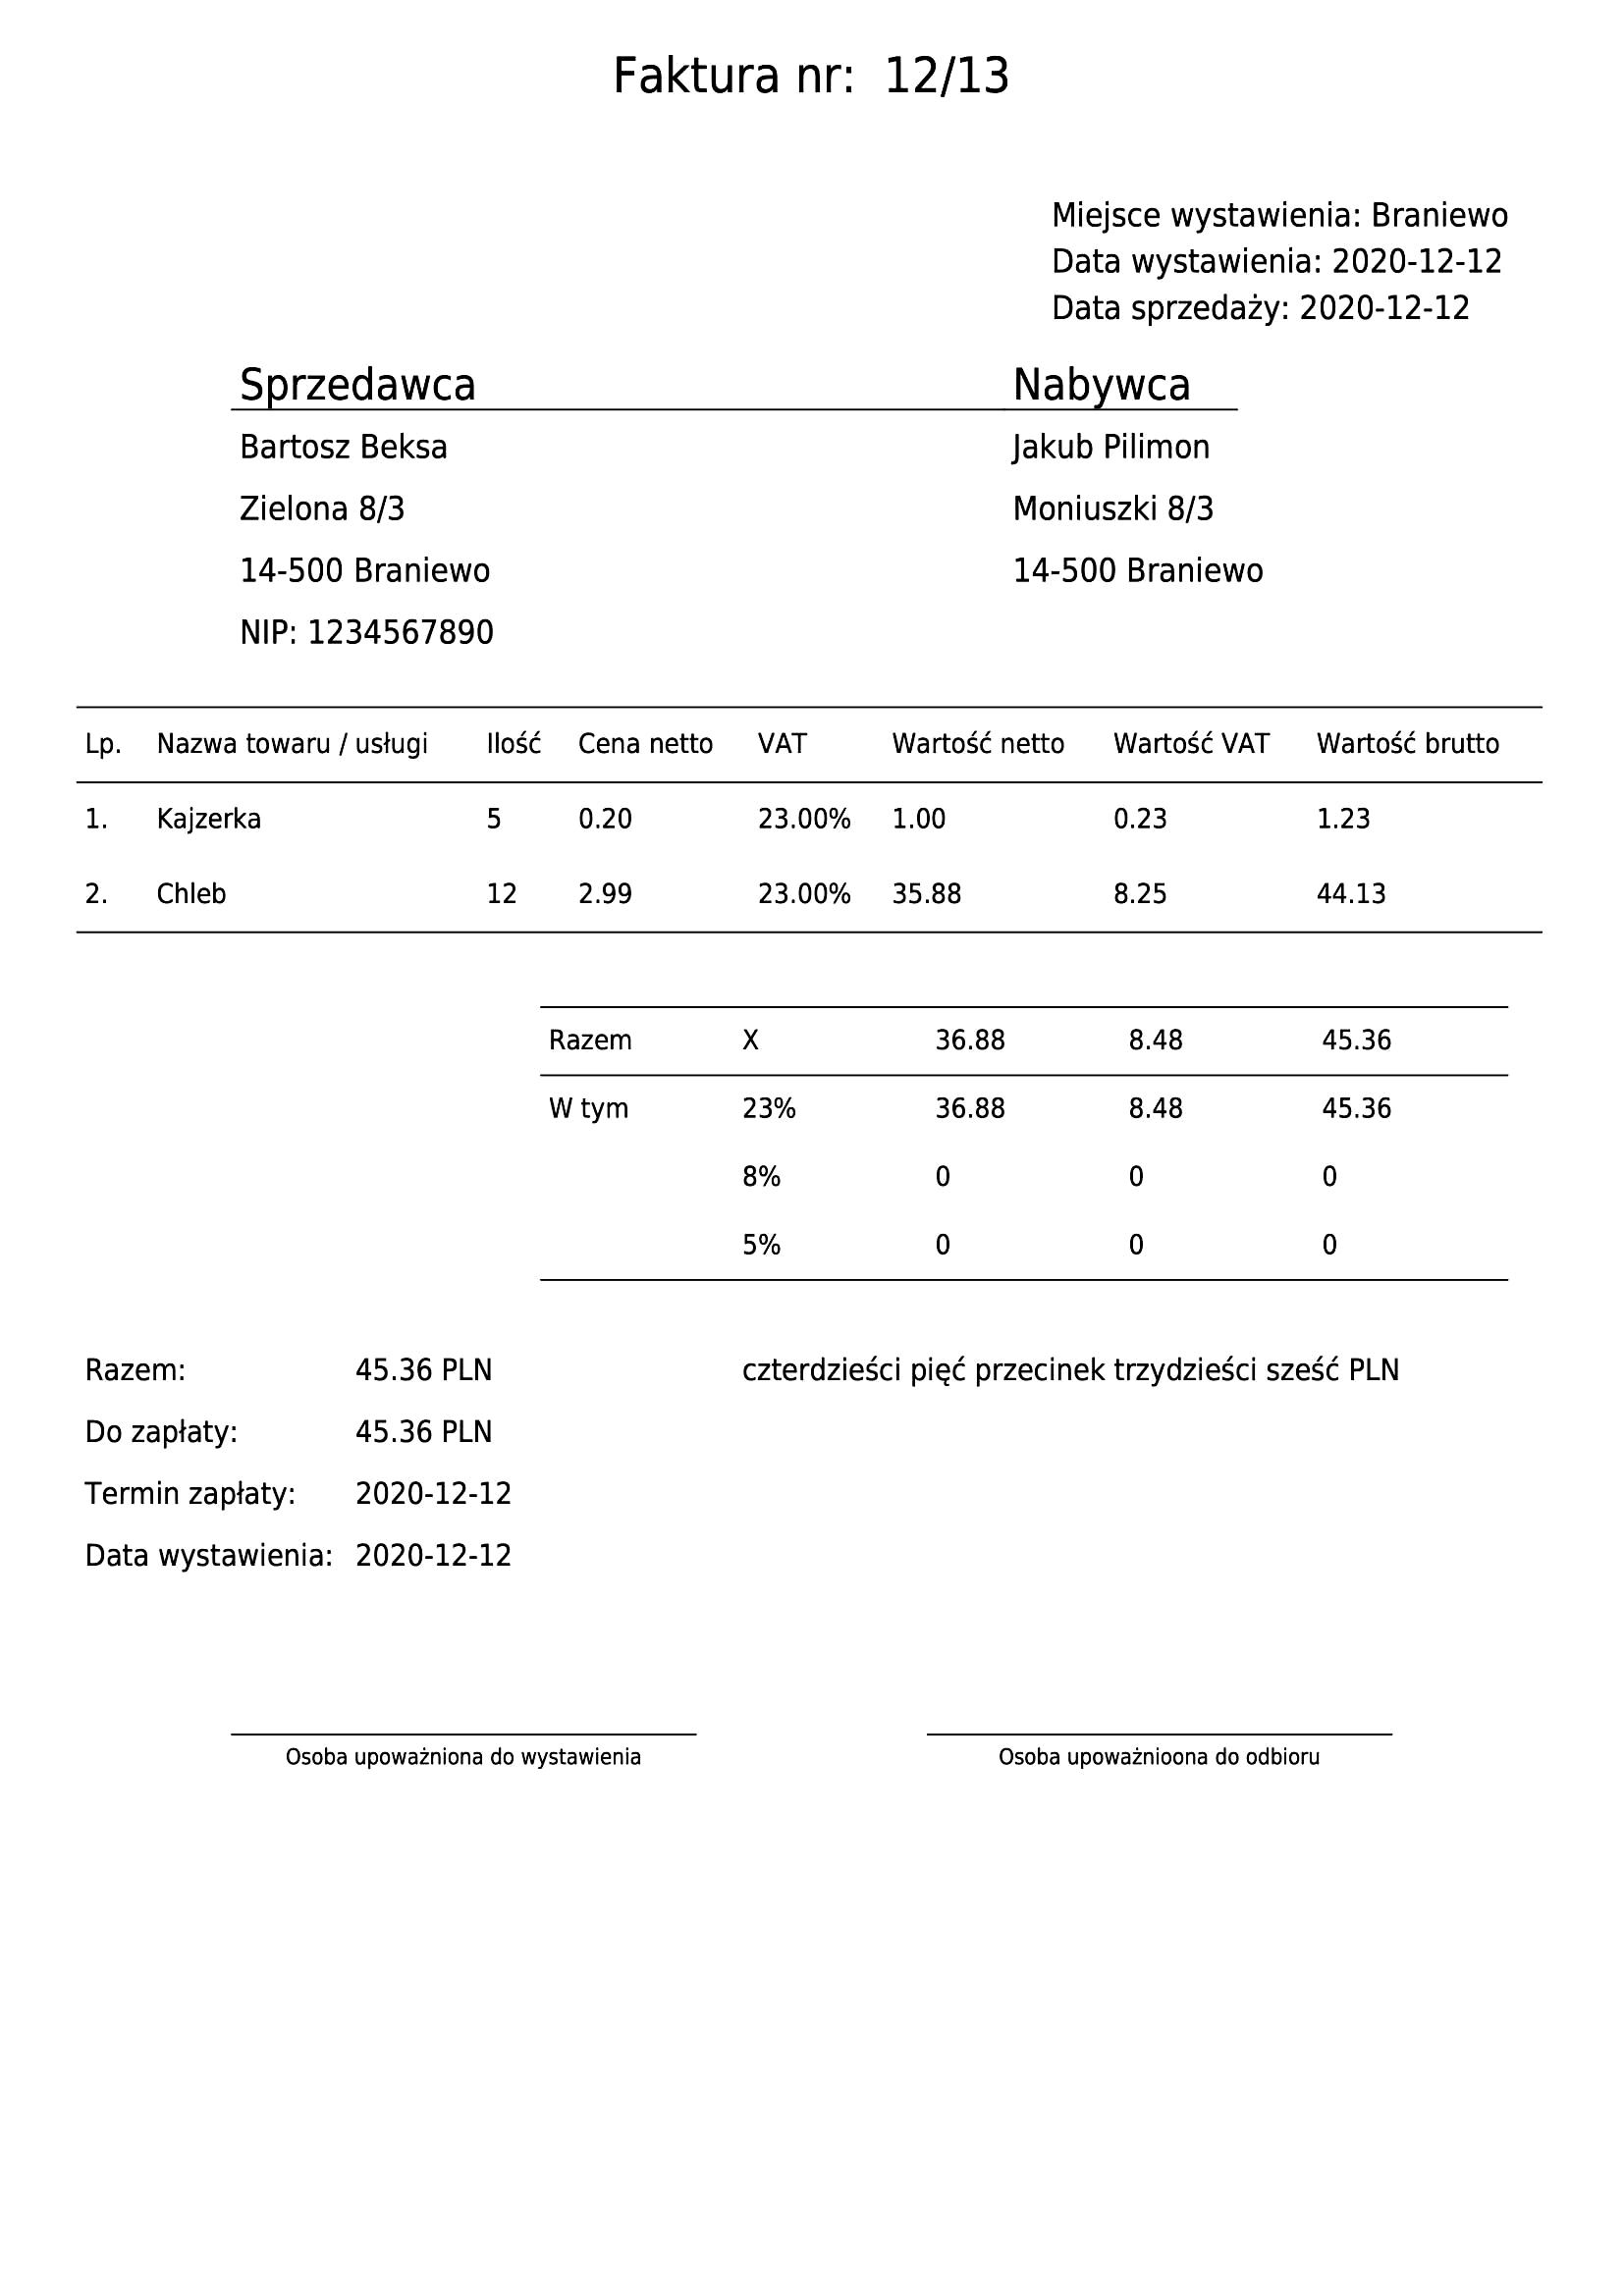 Faktura nr: 12/13
Miejsce wystawienia: Braniewo
Data wystawienia: 2020-12-12
Data sprzedaży: 2020-12-12
Sprzedawca Nabywca
Bartosz Beksa Jakub Pilimon
Zielona 8/3 Moniuszki 8/3
14-500 Braniewo 14-500 Braniewo
NIP: 1234567890
Lp. Nazwa towaru / usługi Ilość Cena netto VAT Wartość netto Wartość VAT Wartość brutto
1. Kajzerka 5 0.20 23.00% 1.00 0.23 1.23
2. Chleb 12 2.99 23.00% 35.88 8.25 44.13
Razem X 36.88 8.48 45.36
W tym 23% 36.88 8.48 45.36
8% 0 0 0
5% 0 0 0
Razem: 45.36 PLN czterdzieści pięć przecinek trzydzieści sześć PLN
Do zapłaty: 45.36 PLN
Termin zapłaty: 2020-12-12
Data wystawienia: 2020-12-12
Osoba upoważniona do wystawienia Osoba upoważnioona do odbioru